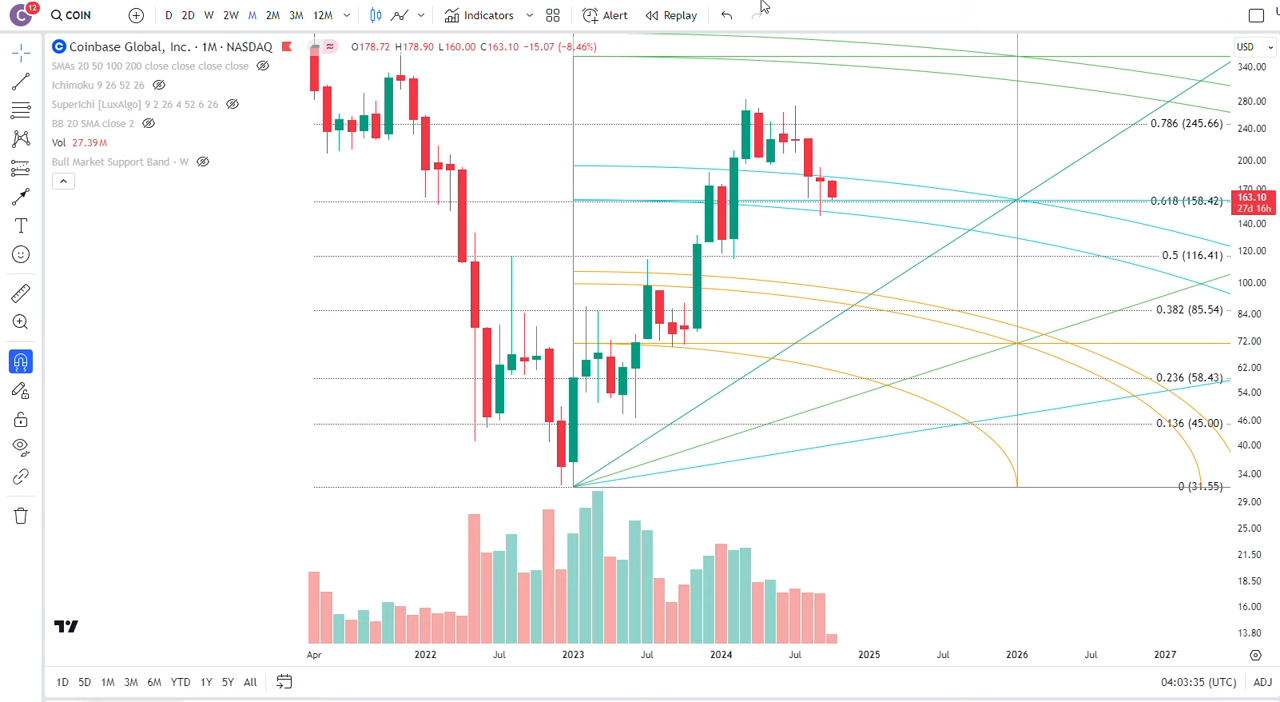 C 12 COIN D 2D W 2W M 2M 3M 12M Indicators Alert Replay
Coinbase Global, Inc. · 1M · NASDAQ O178.72 H178.90 L160.00 C163.10 −15.07 (−8.46%) USD
SMAs 20 50 100 200 close close close close
Ichimoku 9 26 52 26
SuperIchi [LuxAlgo] 9 2 26 4 52 6 26
BB 20 SMA close 2
Vol 27.39M
Bull Market Support Band · W
340.00
280.00
0.786 (245.66)
240.00
200.00
170.00
163.10
0.618 (158.42)
27d 16h
140.00
0.5 (116.41)
120.00
100.00
0.382 (85.54)
84.00
72.00
62.00
0.236 (58.43)
54.00
0.136 (45.00)
46.00
40.00
34.00
0 (31.55)
29.00
25.00
21.50
18.50
16.00
13.80
Apr 2022 Jul 2023 Jul 2024 Jul 2025 Jul 2026 Jul 2027
1D 5D 1M 3M 6M YTD 1Y 5Y All 04:03:35 (UTC) ADJ